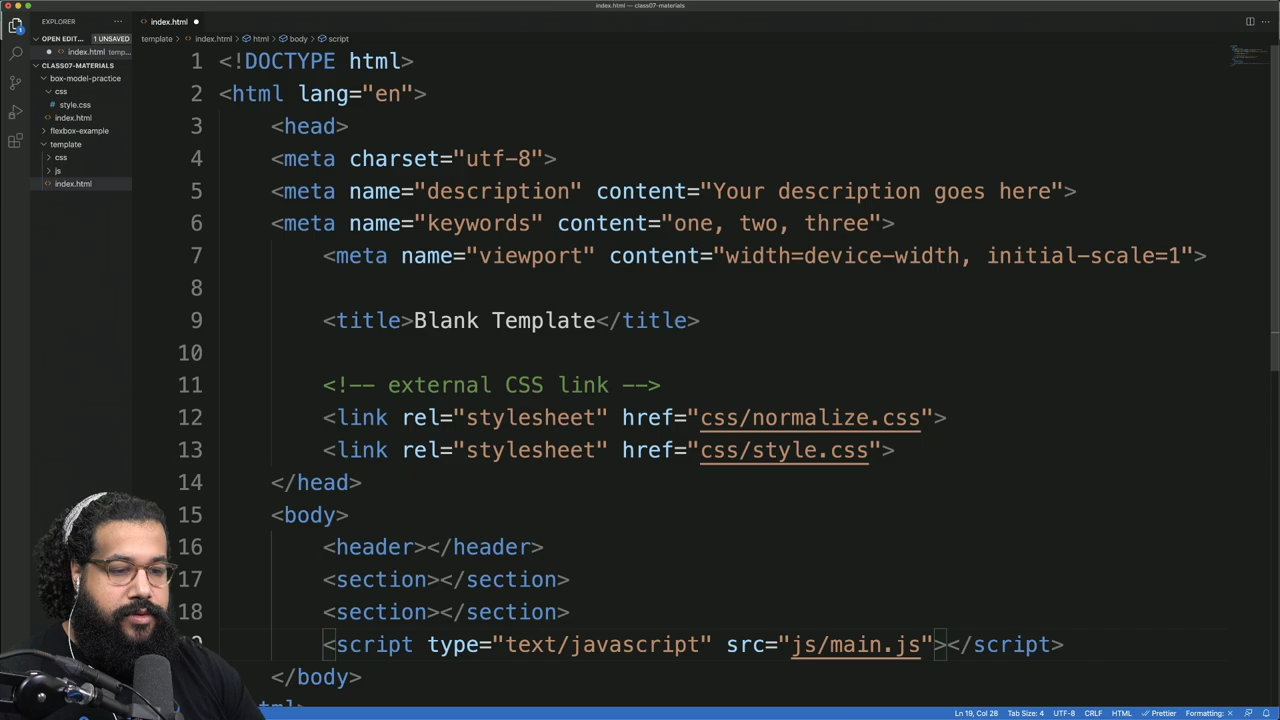 index.html — class07-materials
EXPLORER
index.html
OPEN EDIT... 1 UNSAVED
index.html temp...
CLASS07-MATERIALS
box-model-practice
css
style.css
index.html
flexbox-example
template
css
js
index.html
template > index.html > html > body > script
1 <!DOCTYPE html>
2 <html lang="en">
3 <head>
4 <meta charset="utf-8">
5 <meta name="description" content="Your description goes here">
6 <meta name="keywords" content="one, two, three">
7 <meta name="viewport" content="width=device-width, initial-scale=1">
8
9 <title>Blank Template</title>
10
11 <!-- external CSS link -->
12 <link rel="stylesheet" href="css/normalize.css">
13 <link rel="stylesheet" href="css/style.css">
14 </head>
15 <body>
16 <header></header>
17 <section></section>
18 <section></section>
<script type="text/javascript" src="js/main.js"></script>
</body>
Ln 19, Col 28 Tab Size: 4 UTF-8 CRLF HTML Prettier Formatting: ×